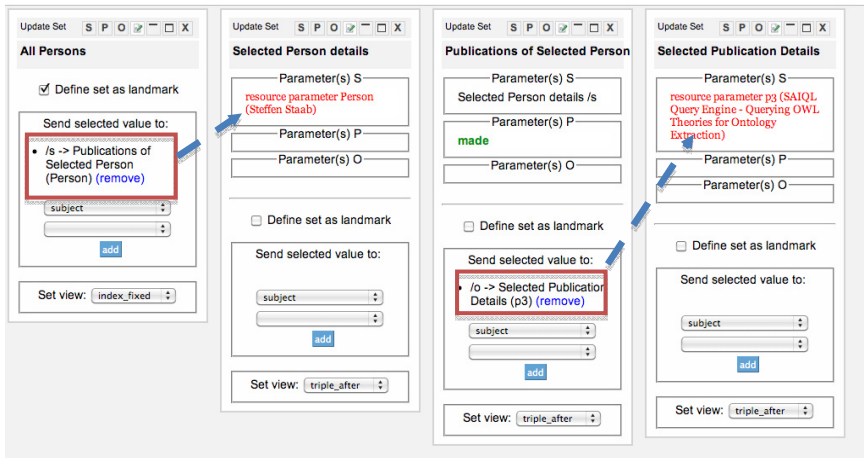 Update Set S P O X
All Persons
Define set as landmark
Send selected value to:
• /s -> Publications of
Selected Person
(Person) (remove)
subject
add
Set view: index_fixed
Update Set S P O X
Selected Person details
Parameter(s) S
resource parameter Person
(Steffen Staab)
Parameter(s) P
Parameter(s) O
Define set as landmark
Send selected value to:
subject
add
Set view: triple_after
Update Set S P O X
Publications of Selected Person
Parameter(s) S
Selected Person details /s
Parameter(s) P
made
Parameter(s) O
Define set as landmark
Send selected value to:
• /o -> Selected Publication
Details (p3) (remove)
subject
add
Set view: triple_after
Update Set S P O X
Selected Publication Details
Parameter(s) S
resource parameter p3 (SAIQL
Query Engine - Querying OWL
Theories for Ontology
Extraction)
Parameter(s) P
Parameter(s) O
Define set as landmark
Send selected value to:
subject
add
Set view: triple_after